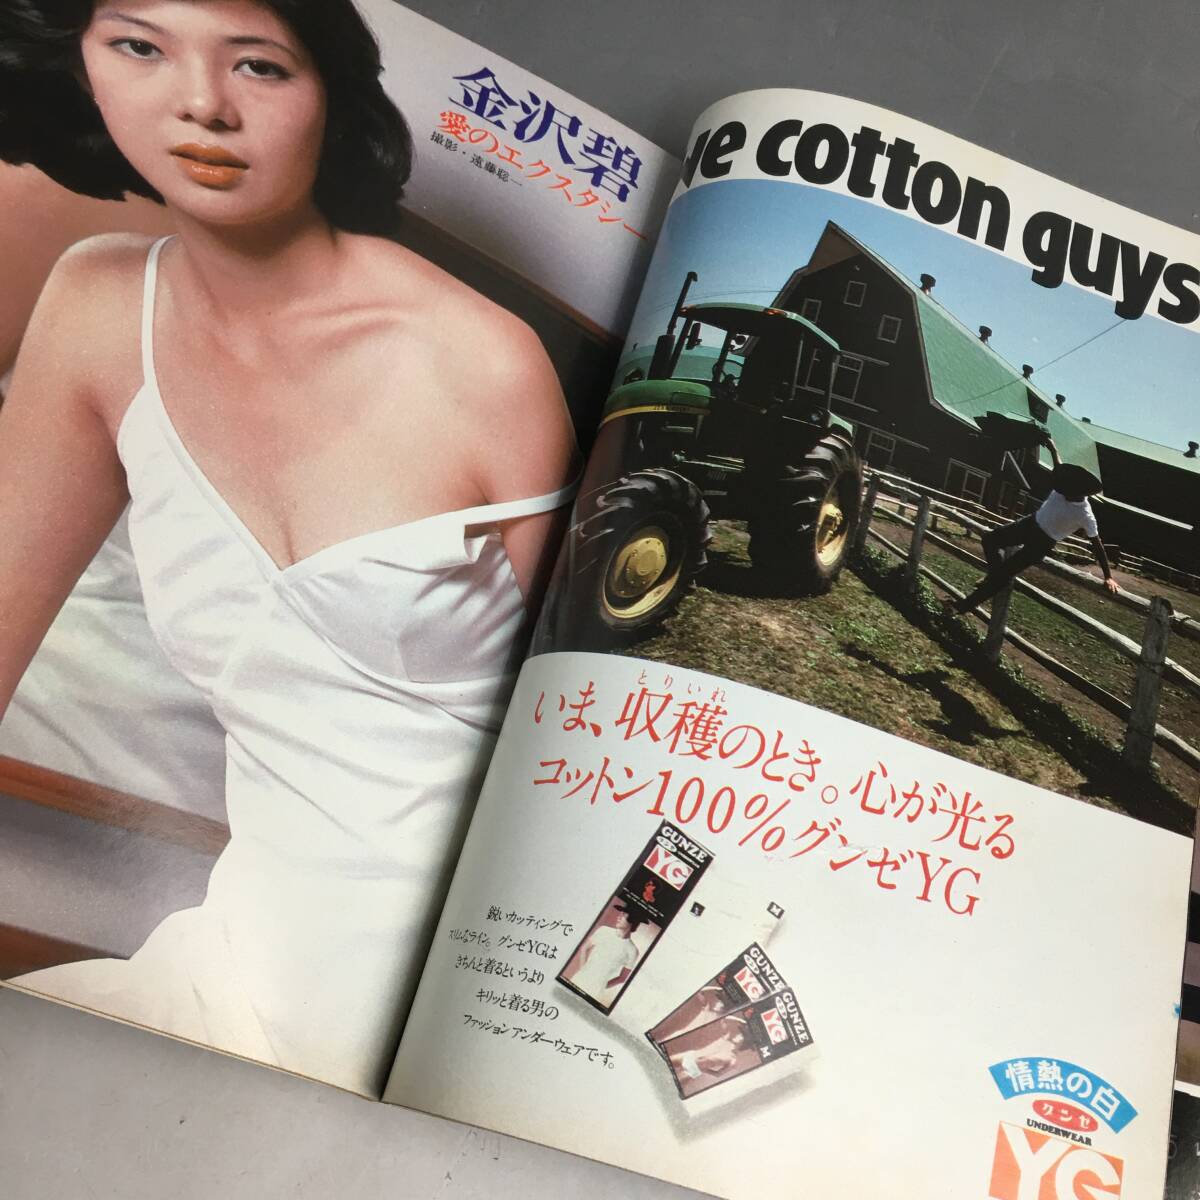 金沢碧
愛のエクスタシー
撮影・遠藤聡一
ve cotton guys
いま、収穫のとき。心が光る
とりいれ
コットン100%グンゼYG
鋭いカッティングで
スリムなライン。グンゼYGは
きちんと着るというより
キリッと着る男の
ファッションアンダーウェアです。
GUNZE
YG
GUNZE
YG
GUNZE
YG
M
M
情熱の白
グンゼ
UNDERWEAR
YG